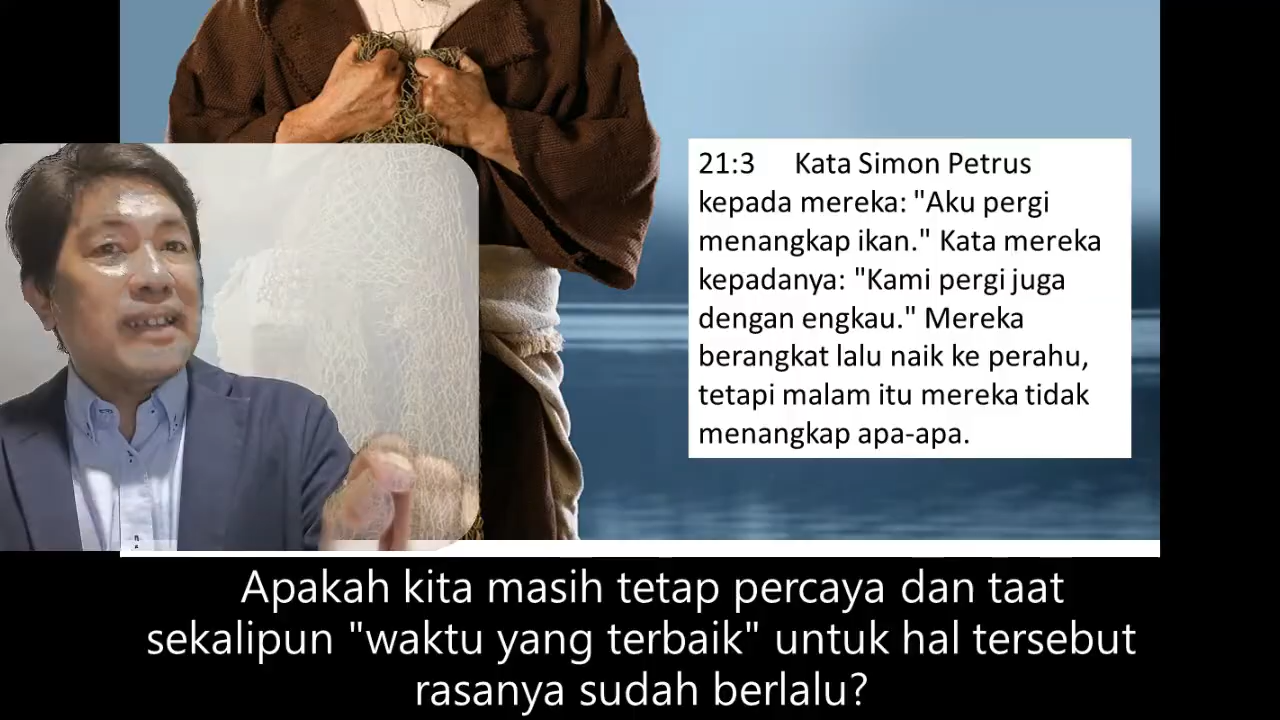 21:3 Kata Simon Petrus
kepada mereka: "Aku pergi
menangkap ikan." Kata mereka
kepadanya: "Kami pergi juga
dengan engkau." Mereka
berangkat lalu naik ke perahu,
tetapi malam itu mereka tidak
menangkap apa-apa.
Apakah kita masih tetap percaya dan taat
sekalipun "waktu yang terbaik" untuk hal tersebut
rasanya sudah berlalu?